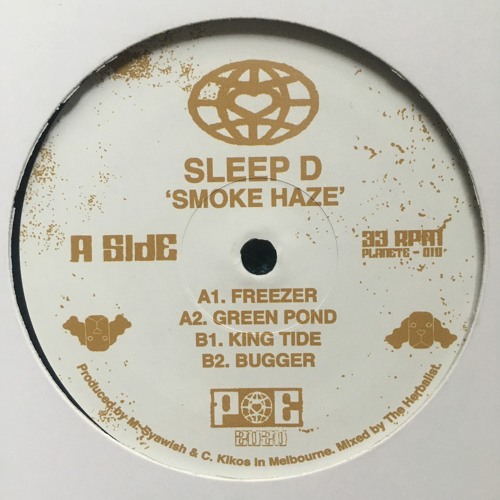 SLEEP D
'SMOKE HAZE'
A SIdE
33 RPM
PLANETE - 010
A1. FREEZER
A2. GREEN POND
B1. KING TIDE
B2. BUGGER
P E
2020
Produced by M. Syawish & C. Kikos in Melbourne. Mixed by The Herbalist.